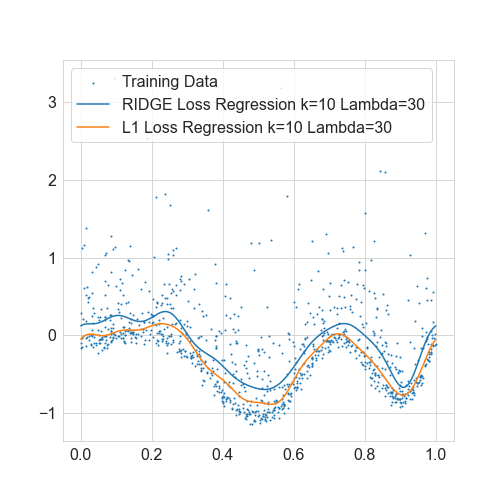 Training Data
RIDGE Loss Regression k=10 Lambda=30
L1 Loss Regression k=10 Lambda=30
3
2
1
0
−1
0.0 0.2 0.4 0.6 0.8 1.0